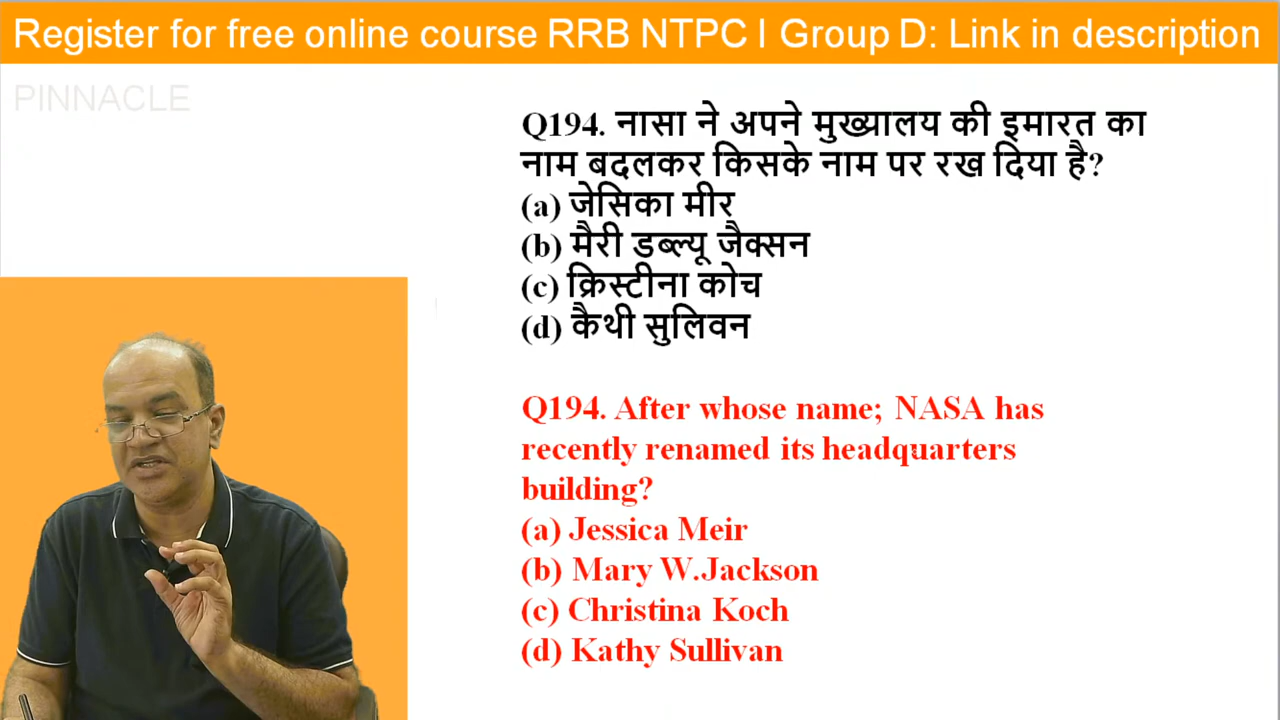 Register for free online course RRB NTPC I Group D: Link in description
PINNACLE
Q194. नासा ने अपने मुख्यालय की इमारत का
नाम बदलकर किसके नाम पर रख दिया है?
(a) जेसिका मीर
(b) मैरी डब्ल्यू जैक्सन
(c) क्रिस्टीना कोच
(d) कैथी सुलिवन
Q194. After whose name; NASA has
recently renamed its headquarters
building?
(a) Jessica Meir
(b) Mary W.Jackson
(c) Christina Koch
(d) Kathy Sullivan